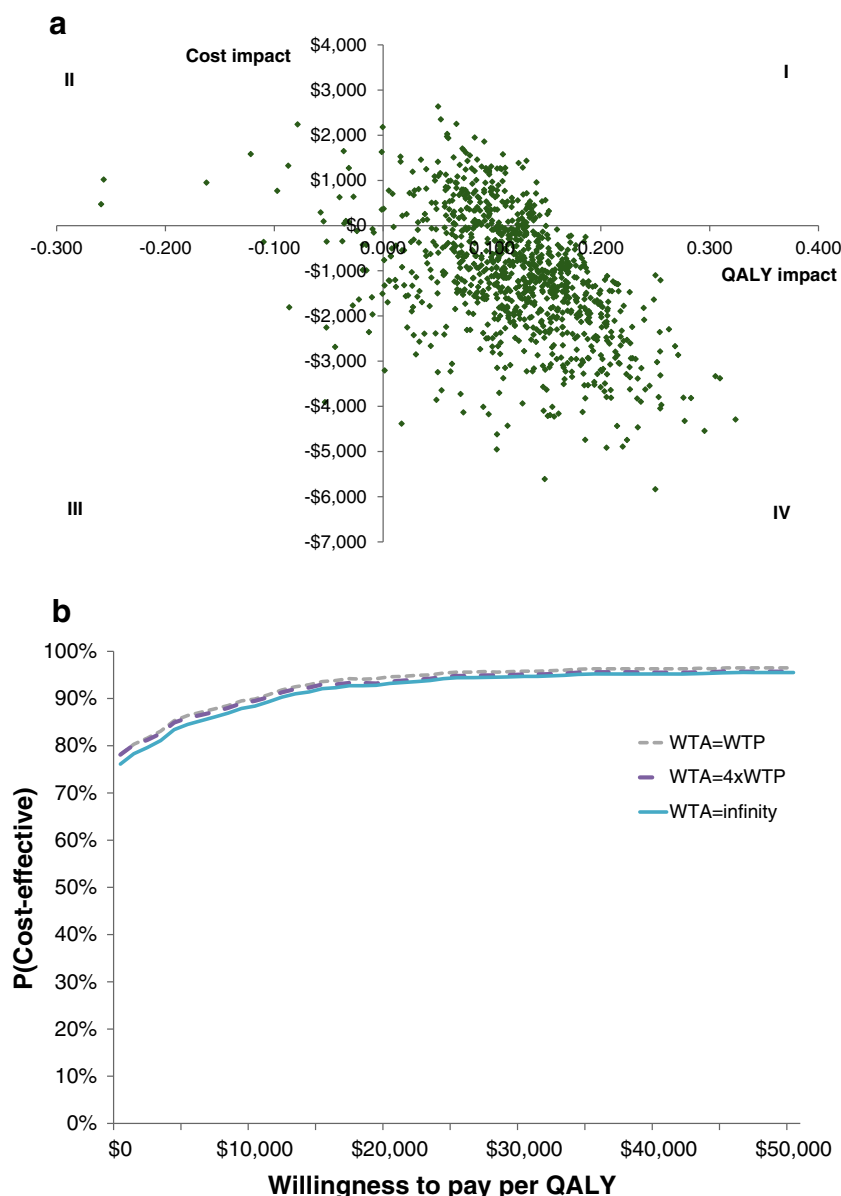 a
Cost impact
$4,000
I
II
$3,000
$2,000
$1,000
$0
-0.300
-0.200
-0.100
0.000
0.100
0.200
0.300
0.400
-$1,000
QALY impact
-$2,000
-$3,000
-$4,000
-$5,000
-$6,000
III
IV
-$7,000
b
100%
90%
80%
70%
60%
50%
40%
30%
20%
10%
0%
P(Cost-effective)
WTA=WTP
WTA=4xWTP
WTA=infinity
$0
$10,000
$20,000
$30,000
$40,000
$50,000
Willingness to pay per QALY